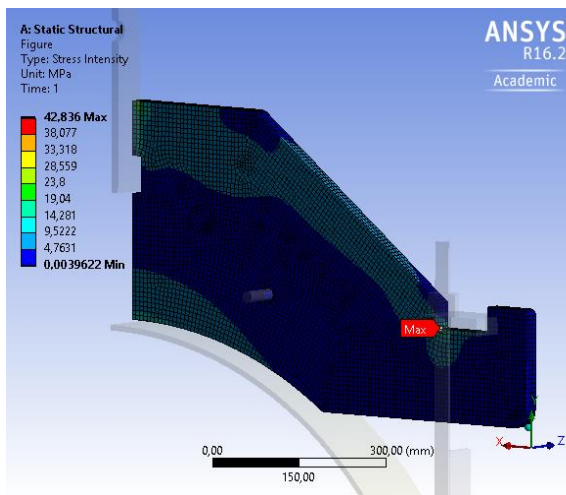 A: Static Structural
Figure
Type: Stress Intensity
Unit: MPa
Time: 1
42,836 Max
38,077
33,318
28,559
23,8
19,04
14,281
9,5222
4,7631
0,0039622 Min
ANSYS
R16.2
Academic
Max
0,00
300,00 (mm)
150,00
Y
X
Z